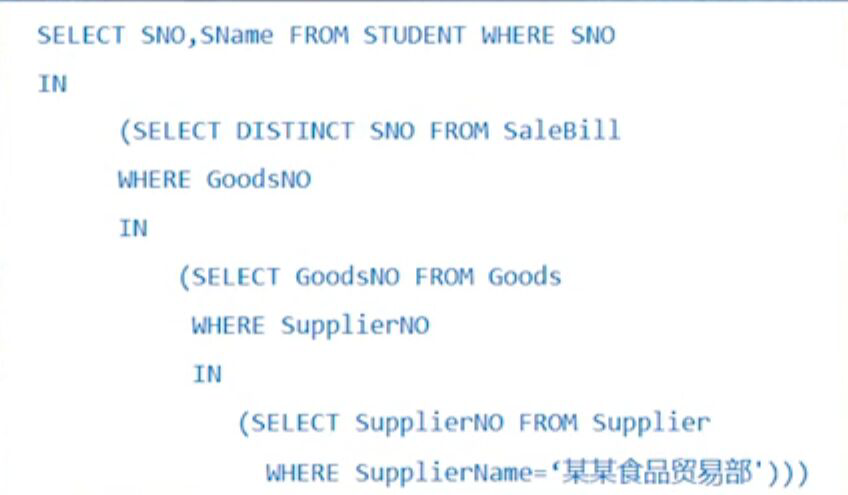 SELECT SNO,SName FROM STUDENT WHERE SNO
IN
(SELECT DISTINCT SNO FROM SaleBill
WHERE GoodsNO
IN
(SELECT GoodsNO FROM Goods
WHERE SupplierNO
IN
(SELECT SupplierNO FROM Supplier
WHERE SupplierName=‘某某食品贸易部')))